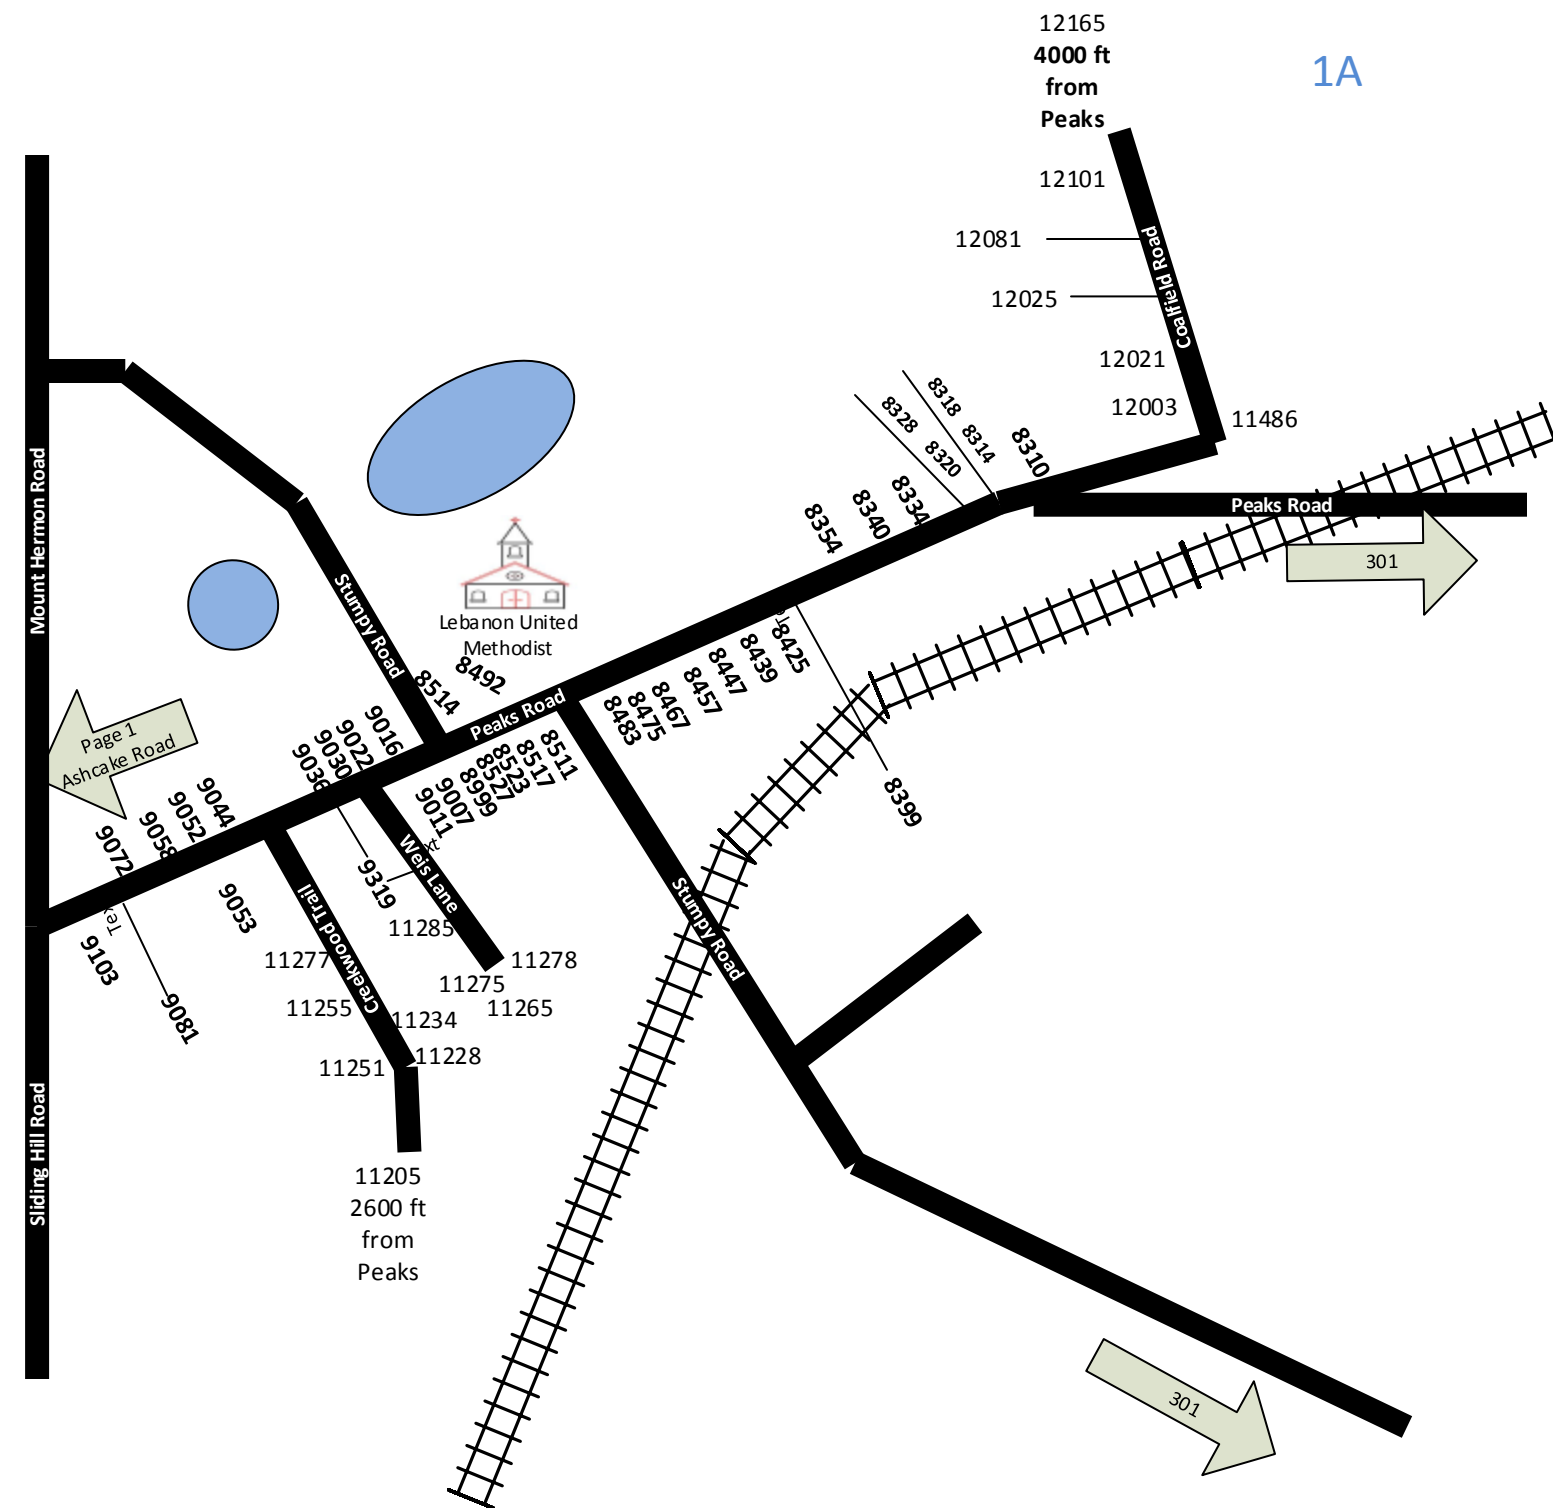 12165
4000 ft
from
Peaks
1A
12101
12081
12025
Coalfield Road
12021
12003
11486
8318
8328
8314
8320
8310
8334
8340
8354
Peaks Road
301
Mount Hermon Road
Stumpy Road
Lebanon United
Methodist
8492
8514
Peaks Road
8425
8439
8447
8457
8467
8475
8483
8399
Page 1
Ashcake Road
9016
9022
9030
9036
8511
8517
8523
8527
8999
9007
9011
9044
9052
9058
9072
9053
9103
9081
9319
Weis Lane
11285
11278
11275
11265
Creekwood Trail
11277
11255
11234
11228
11251
11205
2600 ft
from
Peaks
Stumpy Road
Sliding Hill Road
301